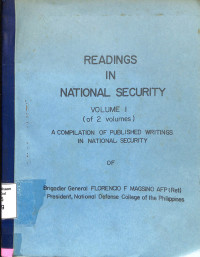 READINGS
IN
NATIONAL SECURITY
VOLUME I
(of 2 volumes)
A COMPILATION OF PUBLISHED WRITINGS
IN NATIONAL SECURITY
OF
Brigadier General FLORENCIO F MAGSINO AFP (Ret)
President, National Defense College of the Philippines